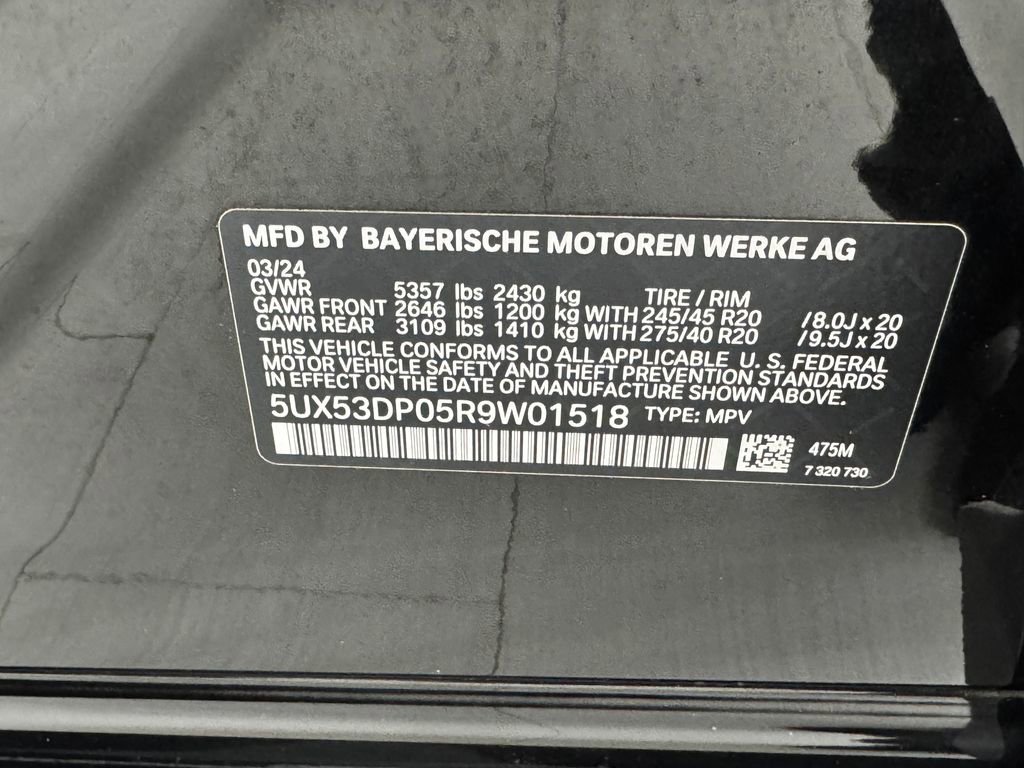 MFD BY BAYERISCHE MOTOREN WERKE AG
03/24
GVWR 5357 lbs 2430 kg TIRE / RIM
GAWR FRONT 2646 lbs 1200 kg WITH 245/45 R20 / 8.0J x 20
GAWR REAR 3109 lbs 1410 kg WITH 275/40 R20 / 9.5J x 20
THIS VEHICLE CONFORMS TO ALL APPLICABLE U. S. FEDERAL
MOTOR VEHICLE SAFETY AND THEFT PREVENTION STANDARDS
IN EFFECT ON THE DATE OF MANUFACTURE SHOWN ABOVE.
5UX53DP05R9W01518 TYPE: MPV
475M
7 320 730